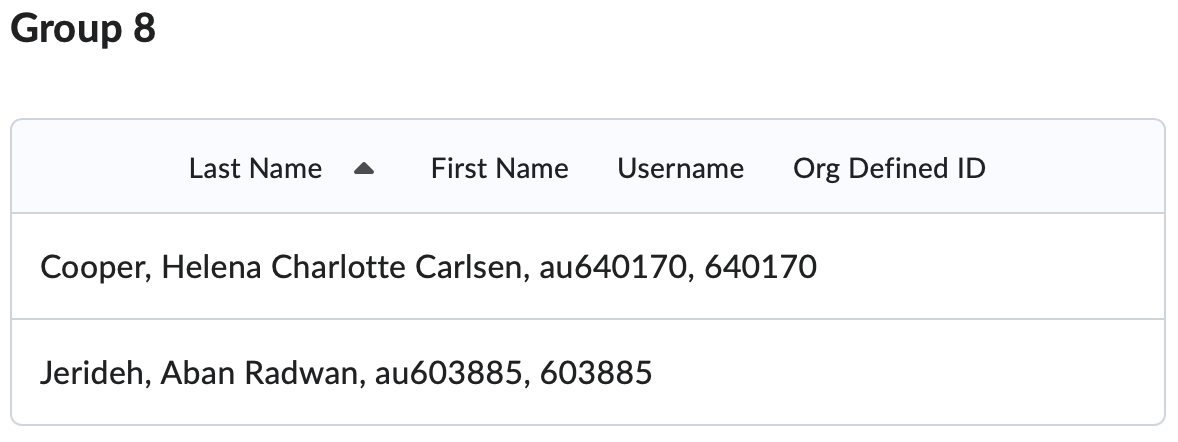 Group 8
Last Name ▲ First Name Username Org Defined ID
Cooper, Helena Charlotte Carlsen, au640170, 640170
Jerideh, Aban Radwan, au603885, 603885